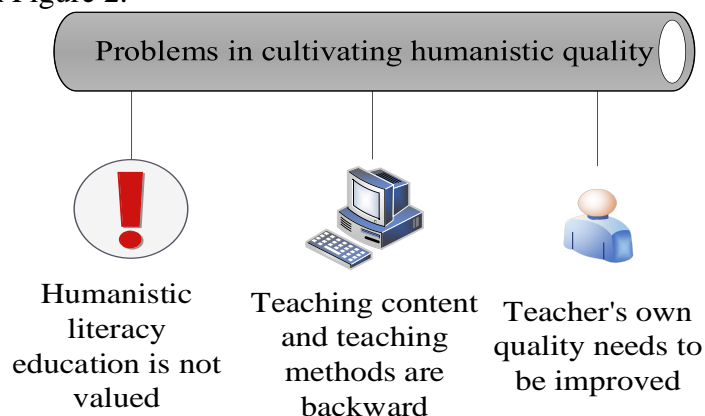 Figure 2.
Problems in cultivating humanistic quality
Humanistic
literacy
education is not
valued
Teaching content
and teaching
methods are
backward
Teacher's own
quality needs to
be improved